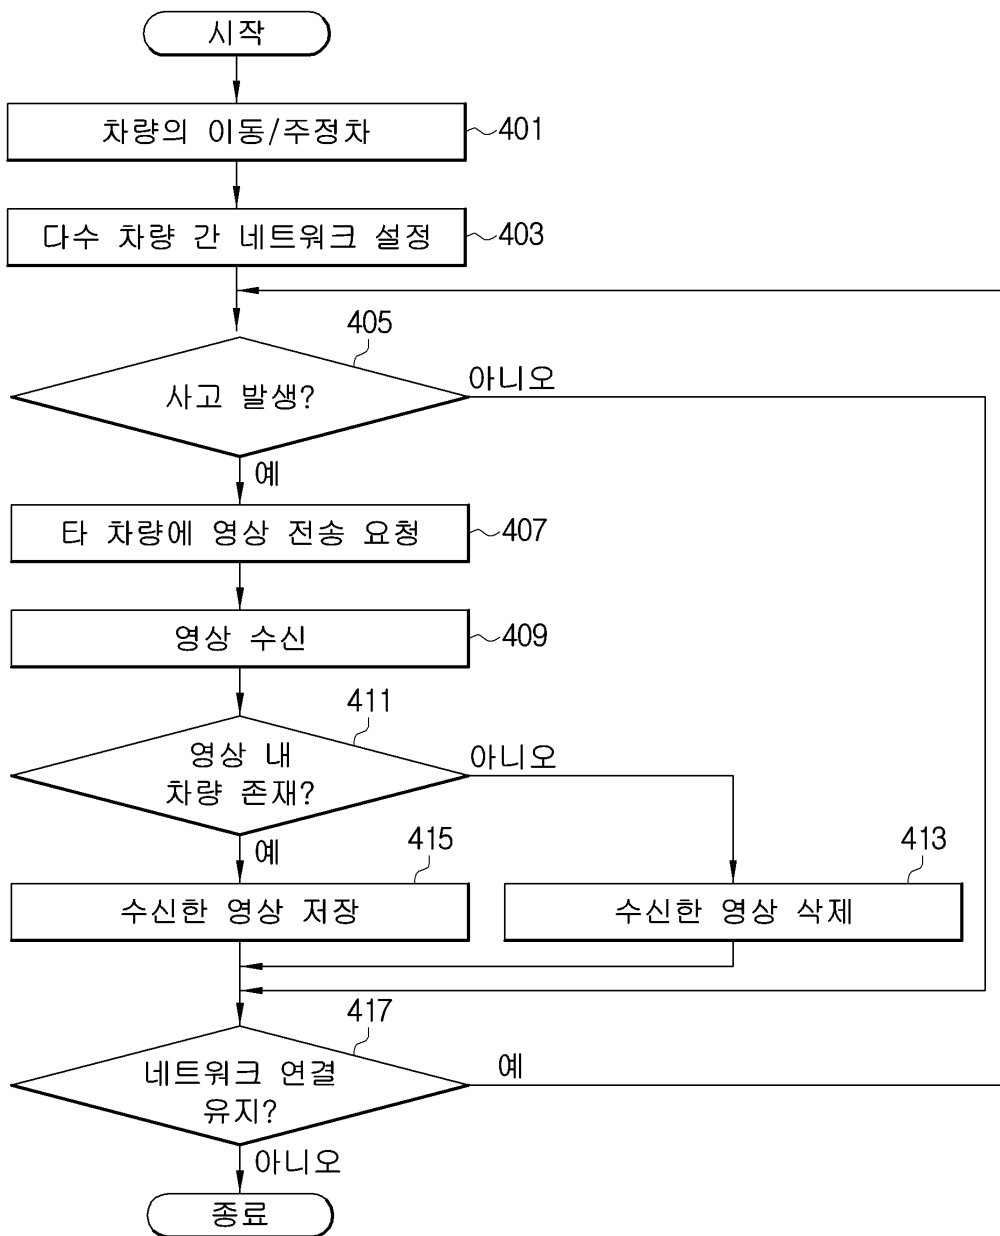 시작
차량의 이동/주정차
401
다수 차량 간 네트워크 설정
403
405
사고 발생?
아니오
예
타 차량에 영상 전송 요청
407
영상 수신
409
411
영상 내
차량 존재?
아니오
예
415
413
수신한 영상 저장
수신한 영상 삭제
417
네트워크 연결
유지?
예
아니오
종료